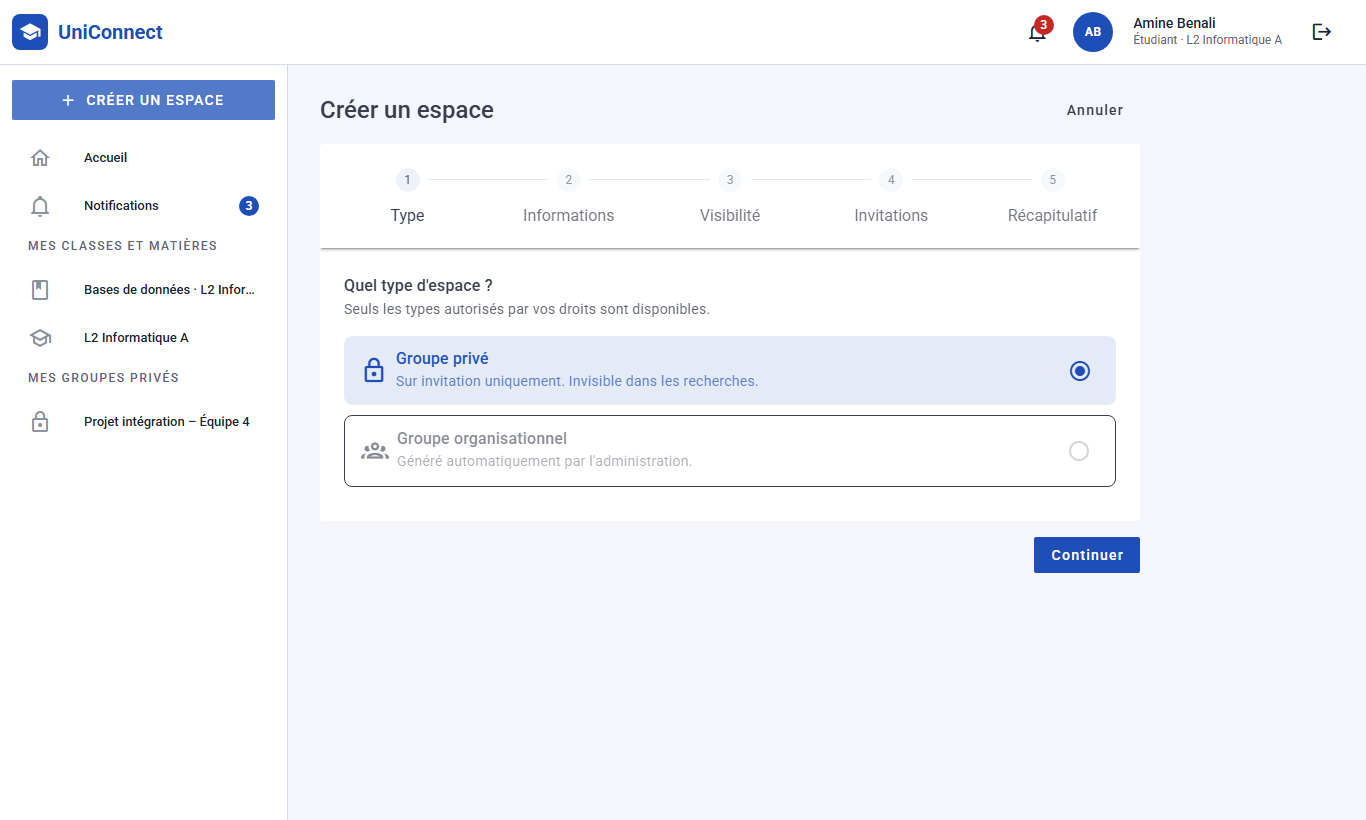 UniConnect
3
AB
Amine Benali
Étudiant · L2 Informatique A
CRÉER UN ESPACE
Accueil
Notifications
3
MES CLASSES ET MATIÈRES
Bases de données · L2 Infor...
L2 Informatique A
MES GROUPES PRIVÉS
Projet intégration – Équipe 4
Créer un espace
Annuler
1
2
3
4
5
Type
Informations
Visibilité
Invitations
Récapitulatif
Quel type d'espace ?
Seuls les types autorisés par vos droits sont disponibles.
Groupe privé
Sur invitation uniquement. Invisible dans les recherches.
Groupe organisationnel
Généré automatiquement par l'administration.
Continuer